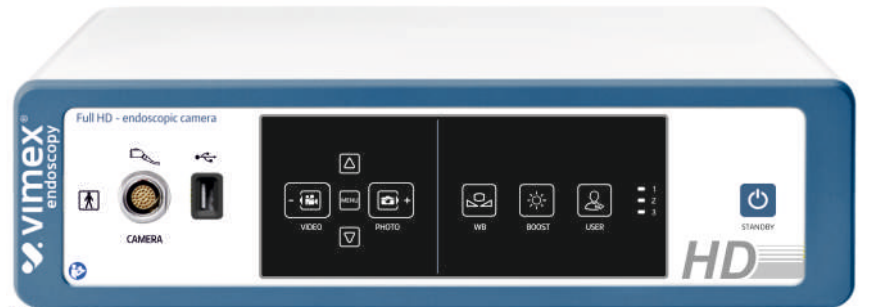 vimex®
endoscopy
Full HD - endoscopic camera
CAMERA
- +
MENU
VIDEO
PHOTO
WB
BOOST
USER
1
2
3
STANDBY
HD